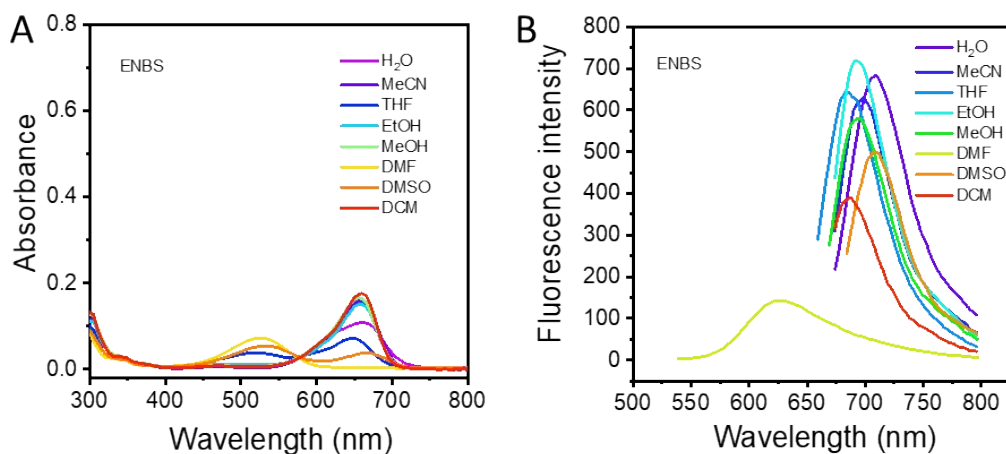 A
ENBS
H₂O
MeCN
THF
EtOH
MeOH
DMF
DMSO
DCM
Absorbance
0.8
0.6
0.4
0.2
0.0
300 400 500 600 700 800
Wavelength (nm)
B
ENBS
H₂O
MeCN
THF
EtOH
MeOH
DMF
DMSO
DCM
Fluorescence intensity
800
700
600
500
400
300
200
100
0
500 550 600 650 700 750 800
Wavelength (nm)